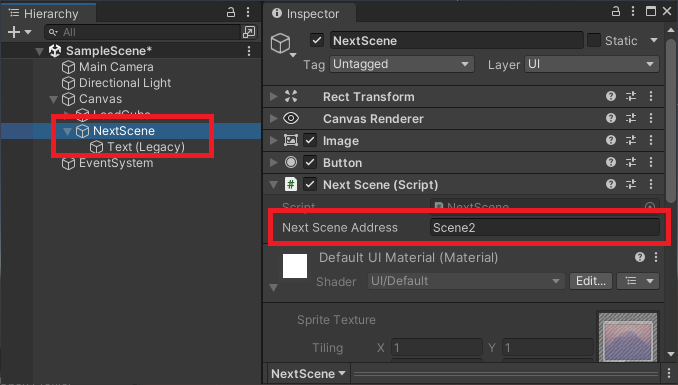 Hierarchy
All
SampleScene*
Main Camera
Directional Light
Canvas
LoadCube
NextScene
Text (Legacy)
EventSystem
Inspector
NextScene
Static
Tag Untagged Layer UI
Rect Transform
Canvas Renderer
Image
Button
# Next Scene (Script)
Script NextScene
Next Scene Address Scene2
Default UI Material (Material)
Shader UI/Default Edit...
Sprite Texture
Tiling X 1 Y 1
NextScene